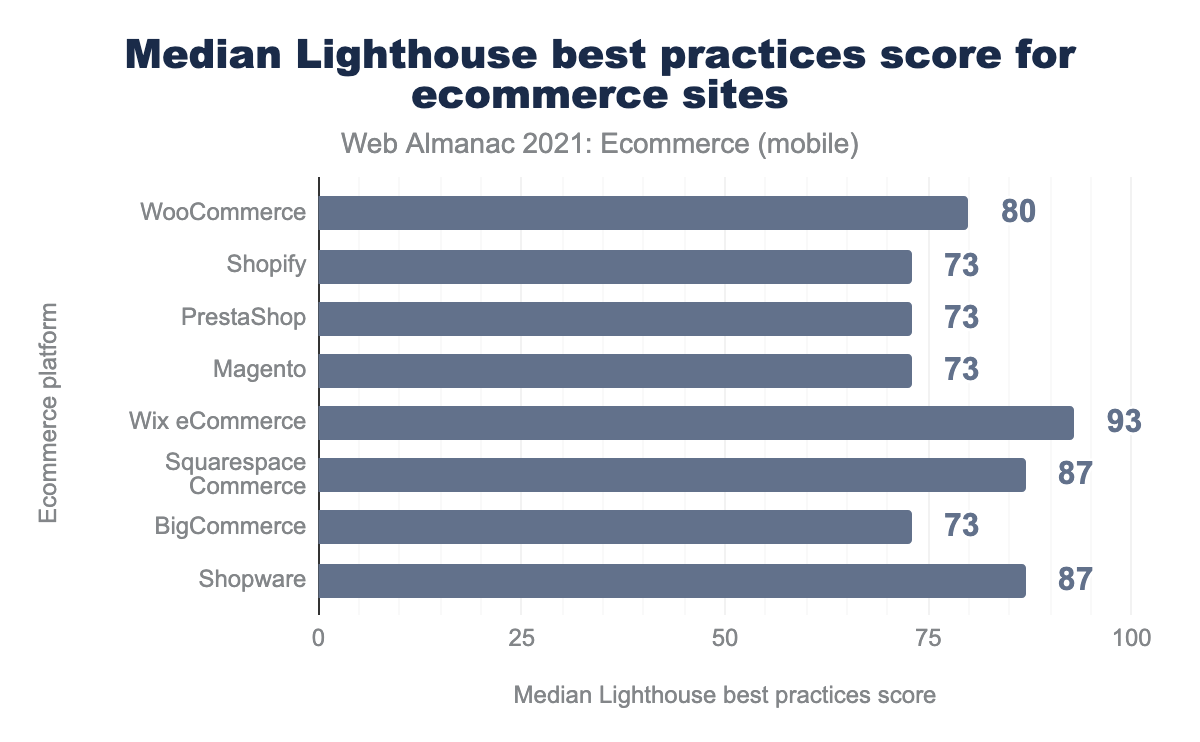 Median Lighthouse best practices score for
ecommerce sites
Web Almanac 2021: Ecommerce (mobile)
Ecommerce platform
WooCommerce 80
Shopify 73
PrestaShop 73
Magento 73
Wix eCommerce 93
Squarespace
Commerce 87
BigCommerce 73
Shopware 87
0 25 50 75 100
Median Lighthouse best practices score